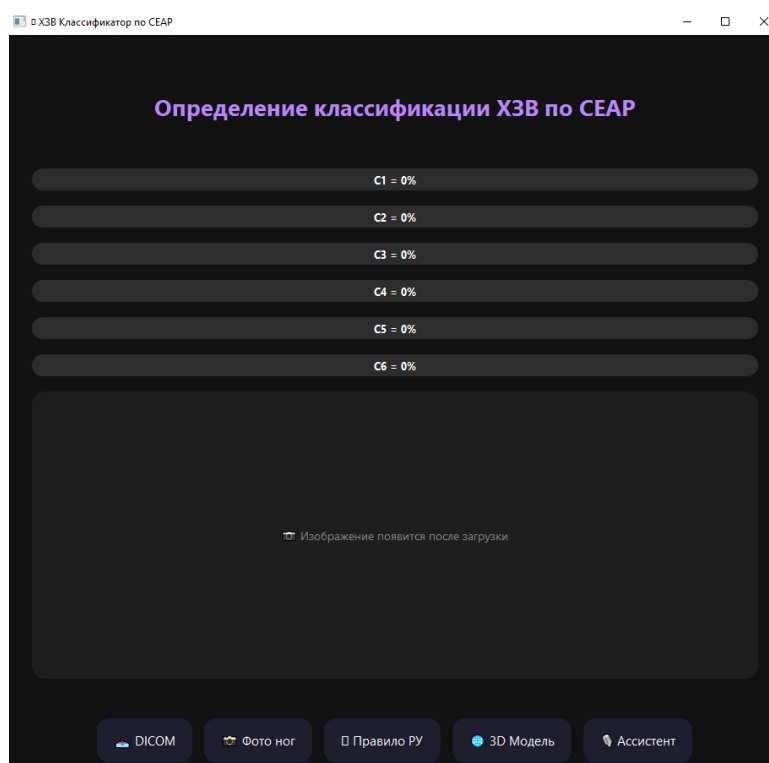 ХЗВ Классификатор по CEAP
Определение классификации ХЗВ по CEAP
C1 = 0%
C2 = 0%
C3 = 0%
C4 = 0%
C5 = 0%
C6 = 0%
Изображение появится после загрузки
DICOM
Фото ног
Правило РУ
3D Модель
Ассистент